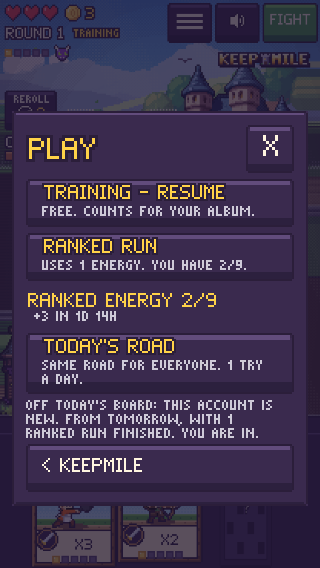 3
ROUND 1 TRAINING
FIGHT
KEEP MILE
REROLL
PLAY
X
TRAINING - RESUME
FREE. COUNTS FOR YOUR ALBUM.
RANKED RUN
USES 1 ENERGY. YOU HAVE 2/9.
RANKED ENERGY 2/9
+3 IN 1D 14H
TODAY'S ROAD
SAME ROAD FOR EVERYONE. 1 TRY
A DAY.
OFF TODAY'S BOARD: THIS ACCOUNT IS
NEW. FROM TOMORROW, WITH 1
RANKED RUN FINISHED, YOU ARE IN.
< KEEPMILE
X3
X2